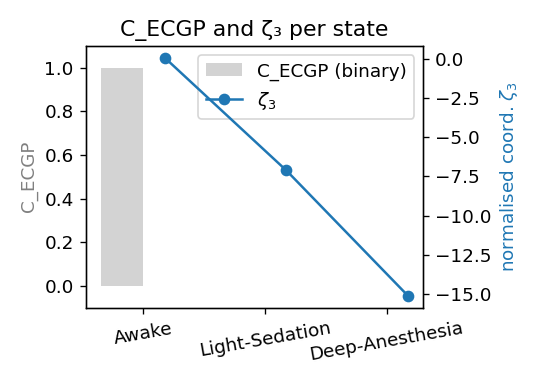 C_ECGP and ζ₃ per state
C_ECGP (binary)
ζ₃
C_ECGP
1.0
0.8
0.6
0.4
0.2
0.0
0.0
−2.5
−5.0
−7.5
−10.0
−12.5
−15.0
normalised coord. ζ₃
Awake
Light-Sedation
Deep-Anesthesia